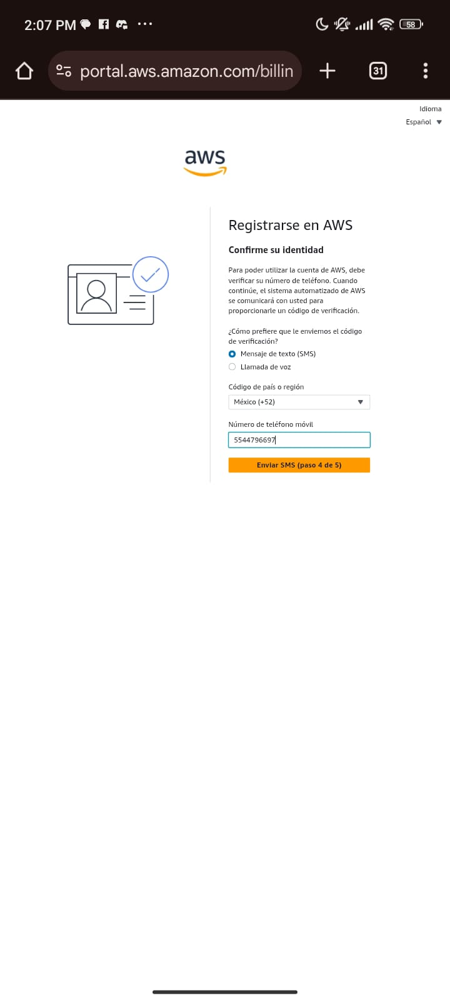 2:07 PM
58
portal.aws.amazon.com/billin
31
Idioma
Español
aws
Registrarse en AWS
Confirme su identidad
Para poder utilizar la cuenta de AWS, debe
verificar su número de teléfono. Cuando
continúe, el sistema automatizado de AWS
se comunicará con usted para
proporcionarle un código de verificación.
¿Cómo prefiere que le enviemos el código
de verificación?
Mensaje de texto (SMS)
Llamada de voz
Código de país o región
México (+52)
Número de teléfono móvil
5544796697
Enviar SMS (paso 4 de 5)